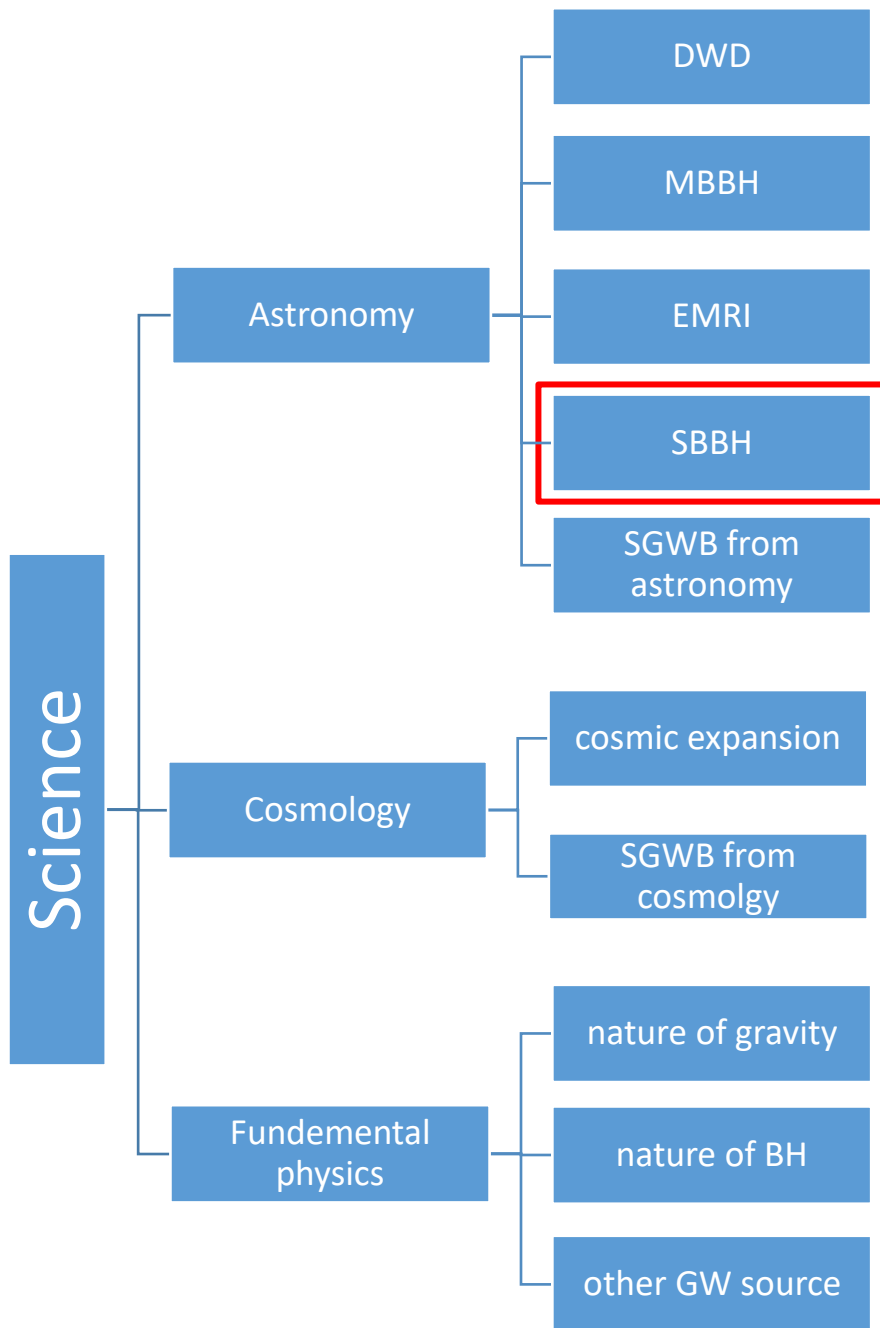 Science
Astronomy
DWD
MBBH
EMRI
SBBH
SGWB from
astronomy
Cosmology
cosmic expansion
SGWB from
cosmolgy
Fundemental
physics
nature of gravity
nature of BH
other GW source